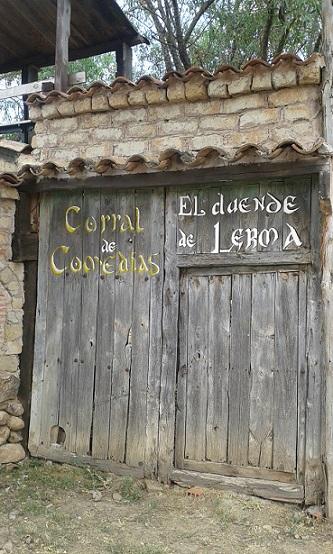 Corral
de
Comedias
El duende
de Lerma